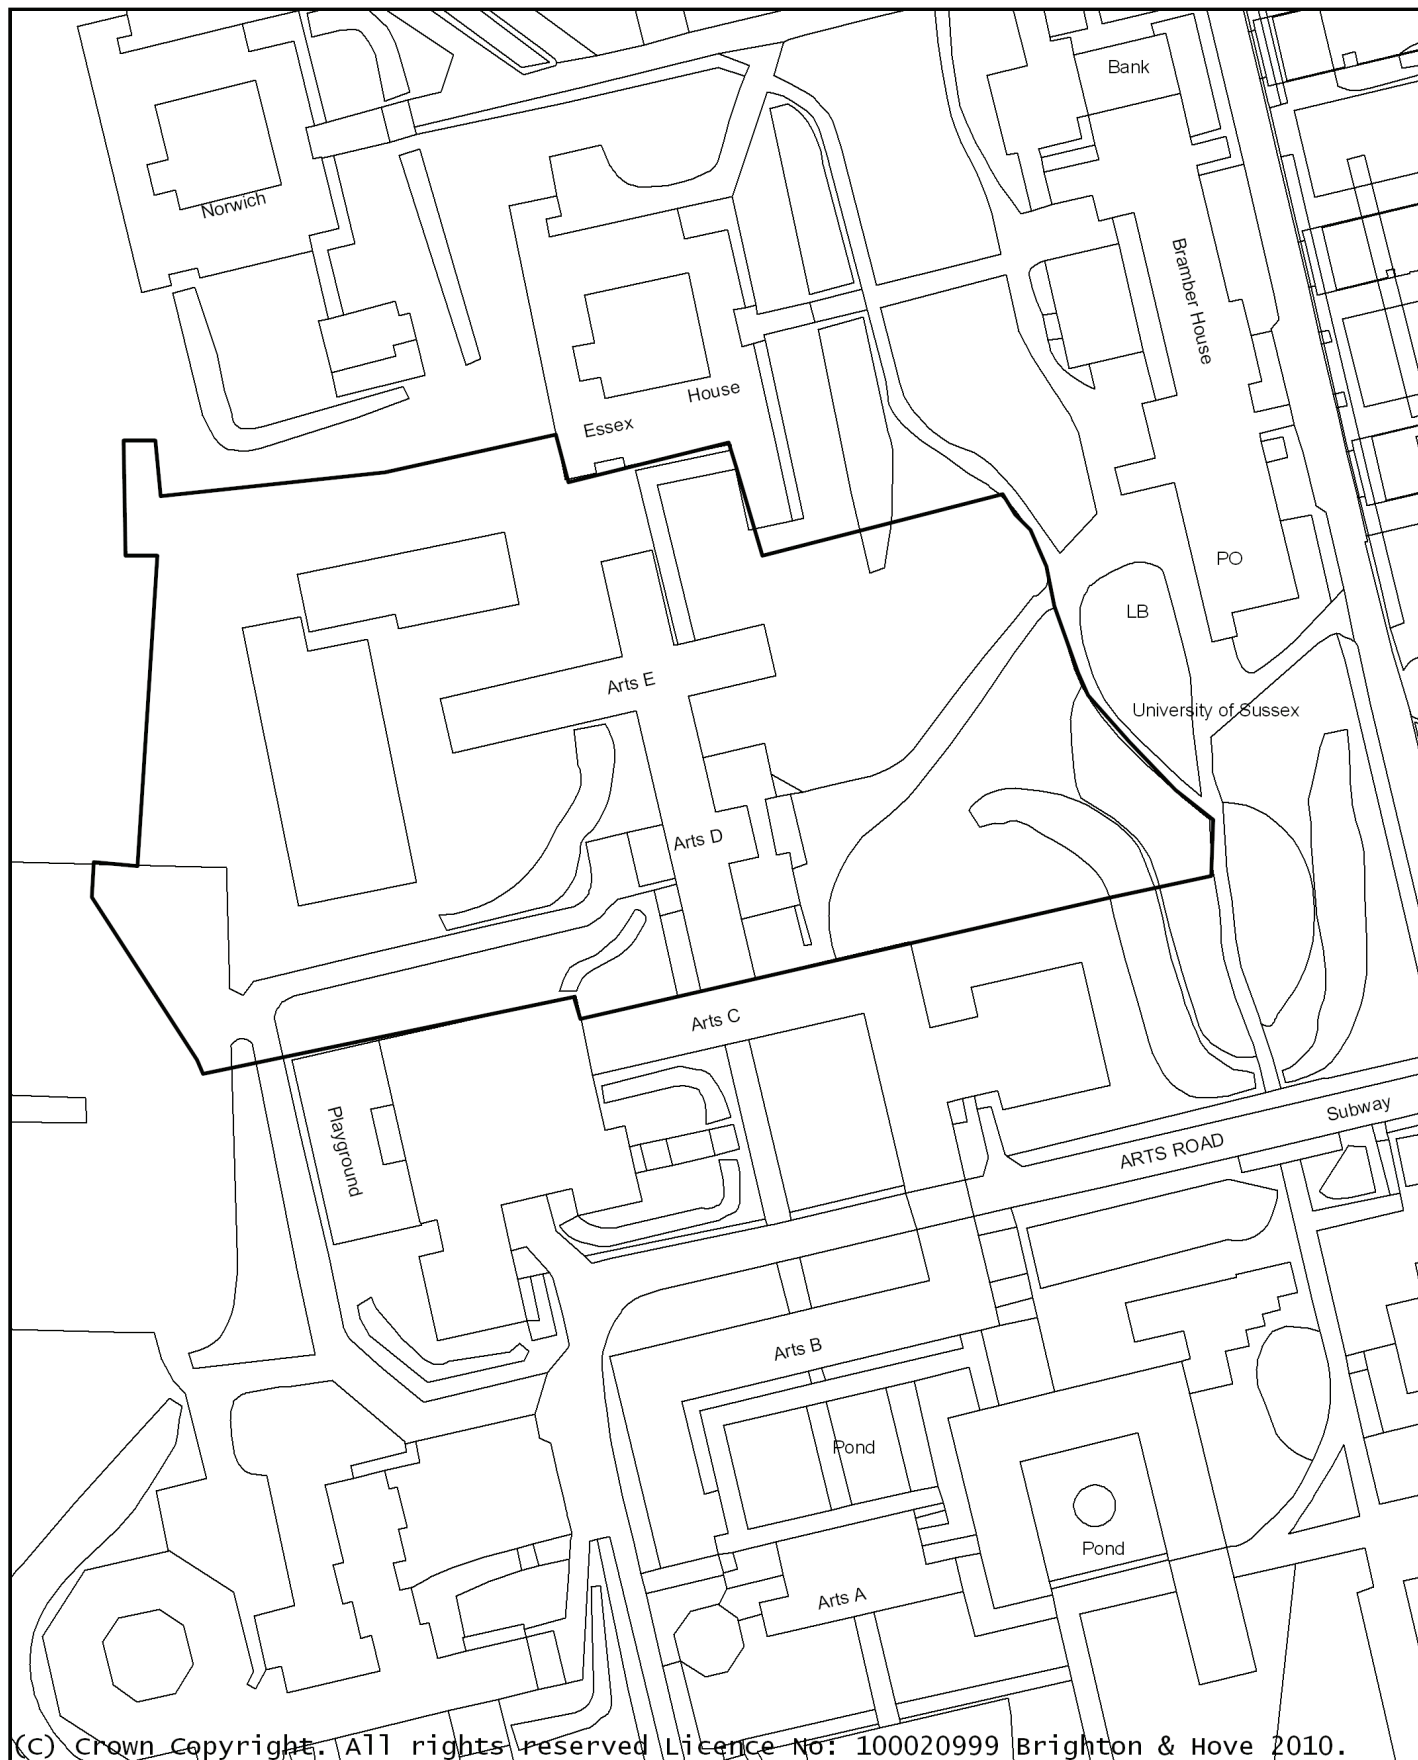 Bank
Norwich
Bramber House
House
Essex
PO
LB
Arts E
University of Sussex
Arts D
Arts C
Playground
Subway
ARTS ROAD
Arts B
Pond
Pond
Arts A
(C) Crown Copyright. All rights reserved Licence No: 100020999 Brighton & Hove 2010.